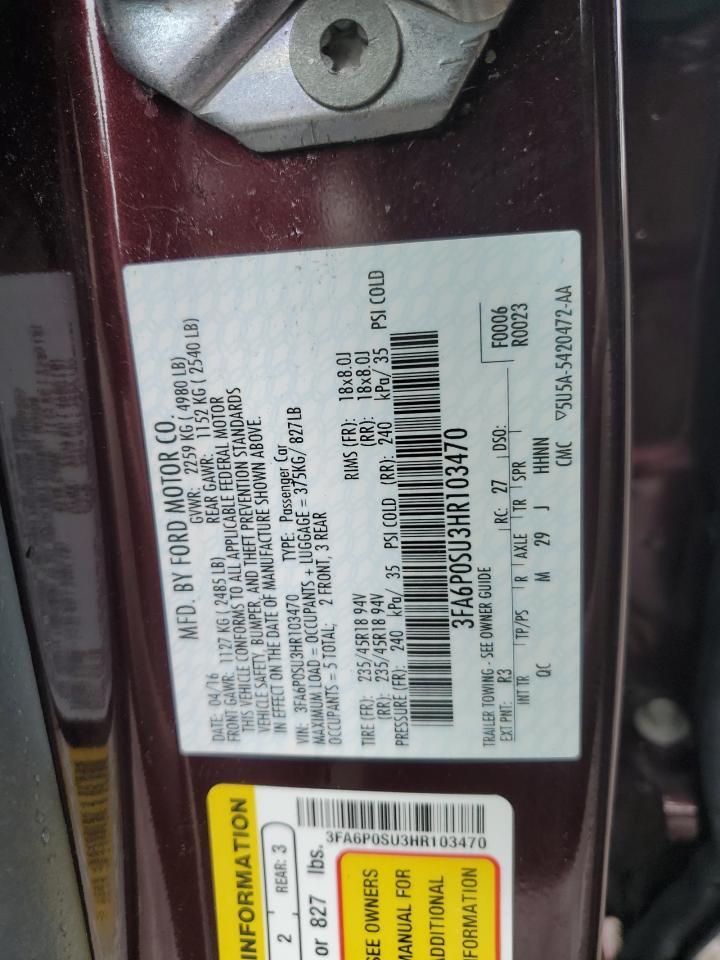 MFD. BY FORD MOTOR CO.
DATE: 04/16 GVWR: 2259 KG ( 4980 LB)
FRONT GAWR: 1127 KG ( 2485 LB) REAR GAWR: 1152 KG ( 2540 LB)
THIS VEHICLE CONFORMS TO ALL APPLICABLE FEDERAL MOTOR
VEHICLE SAFETY, BUMPER, AND THEFT PREVENTION STANDARDS
IN EFFECT ON THE DATE OF MANUFACTURE SHOWN ABOVE.
VIN: 3FA6P0SU3HR103470 TYPE: Passenger Car
MAXIMUM LOAD = OCCUPANTS + LUGGAGE = 375KG/ 827LB
OCCUPANTS = 5 TOTAL; 2 FRONT, 3 REAR
TIRE (FR): 235/45R18 94V RIMS (FR): 18x8.0J
(RR): 235/45R18 94V (RR): 18x8.0J
PRESSURE (FR): 240 kPa/ 35 PSI COLD (RR): 240 kPa/ 35 PSI COLD
3FA6P0SU3HR103470
TRAILER TOWING - SEE OWNER GUIDE
F0006
EXT PNT: R3 RC: 27 DSO: R0023
INT TR TP/PS R AXLE TR SPR
QC M 29 J HHNN
CMC ▽5U5A-5420472-AA
INFORMATION
2 REAR: 3
or 827 lbs.
3FA6P0SU3HR103470
SEE OWNERS
MANUAL FOR
ADDITIONAL
INFORMATION